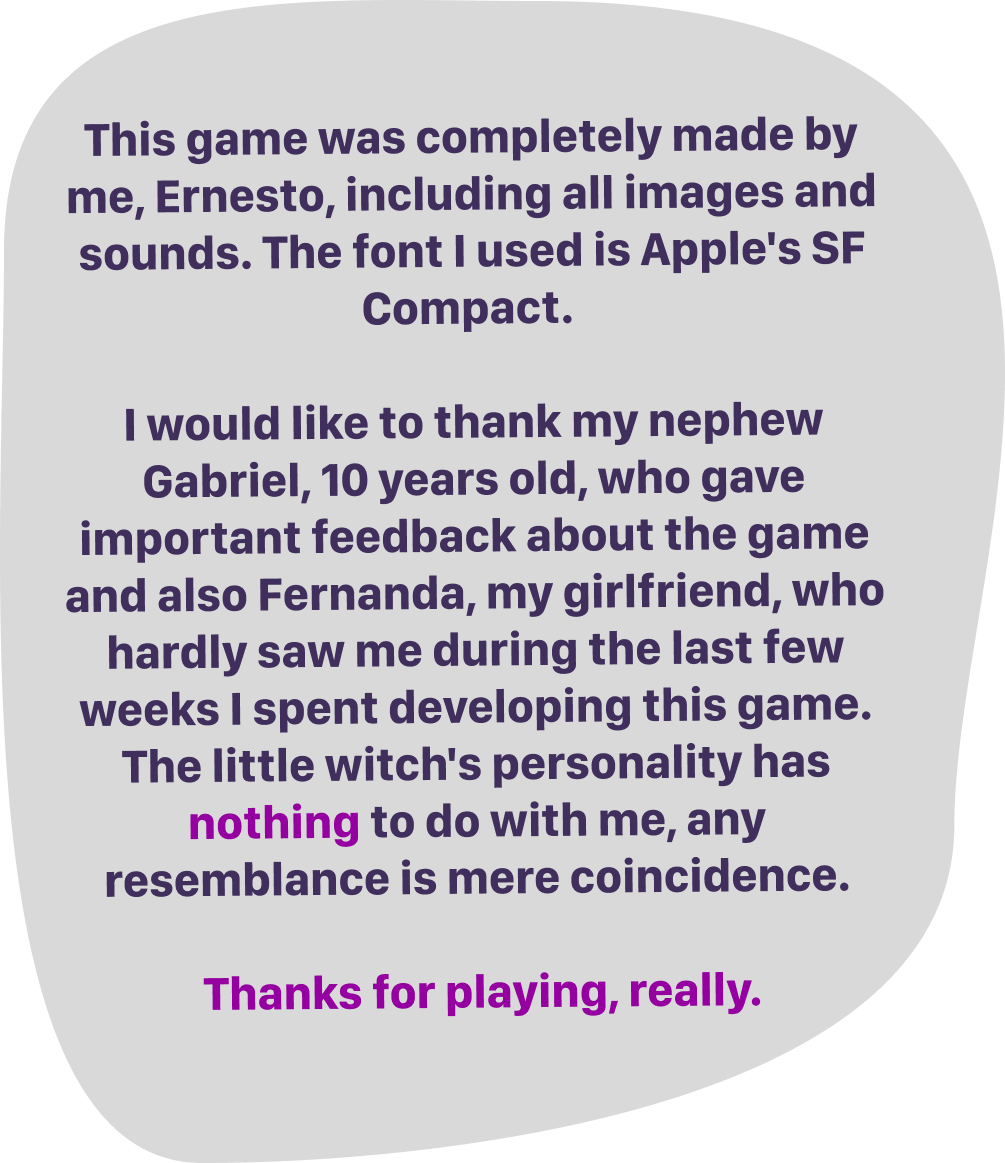 This game was completely made by
me, Ernesto, including all images and
sounds. The font I used is Apple's SF
Compact.
I would like to thank my nephew
Gabriel, 10 years old, who gave
important feedback about the game
and also Fernanda, my girlfriend, who
hardly saw me during the last few
weeks I spent developing this game.
The little witch's personality has
nothing to do with me, any
resemblance is mere coincidence.
Thanks for playing, really.